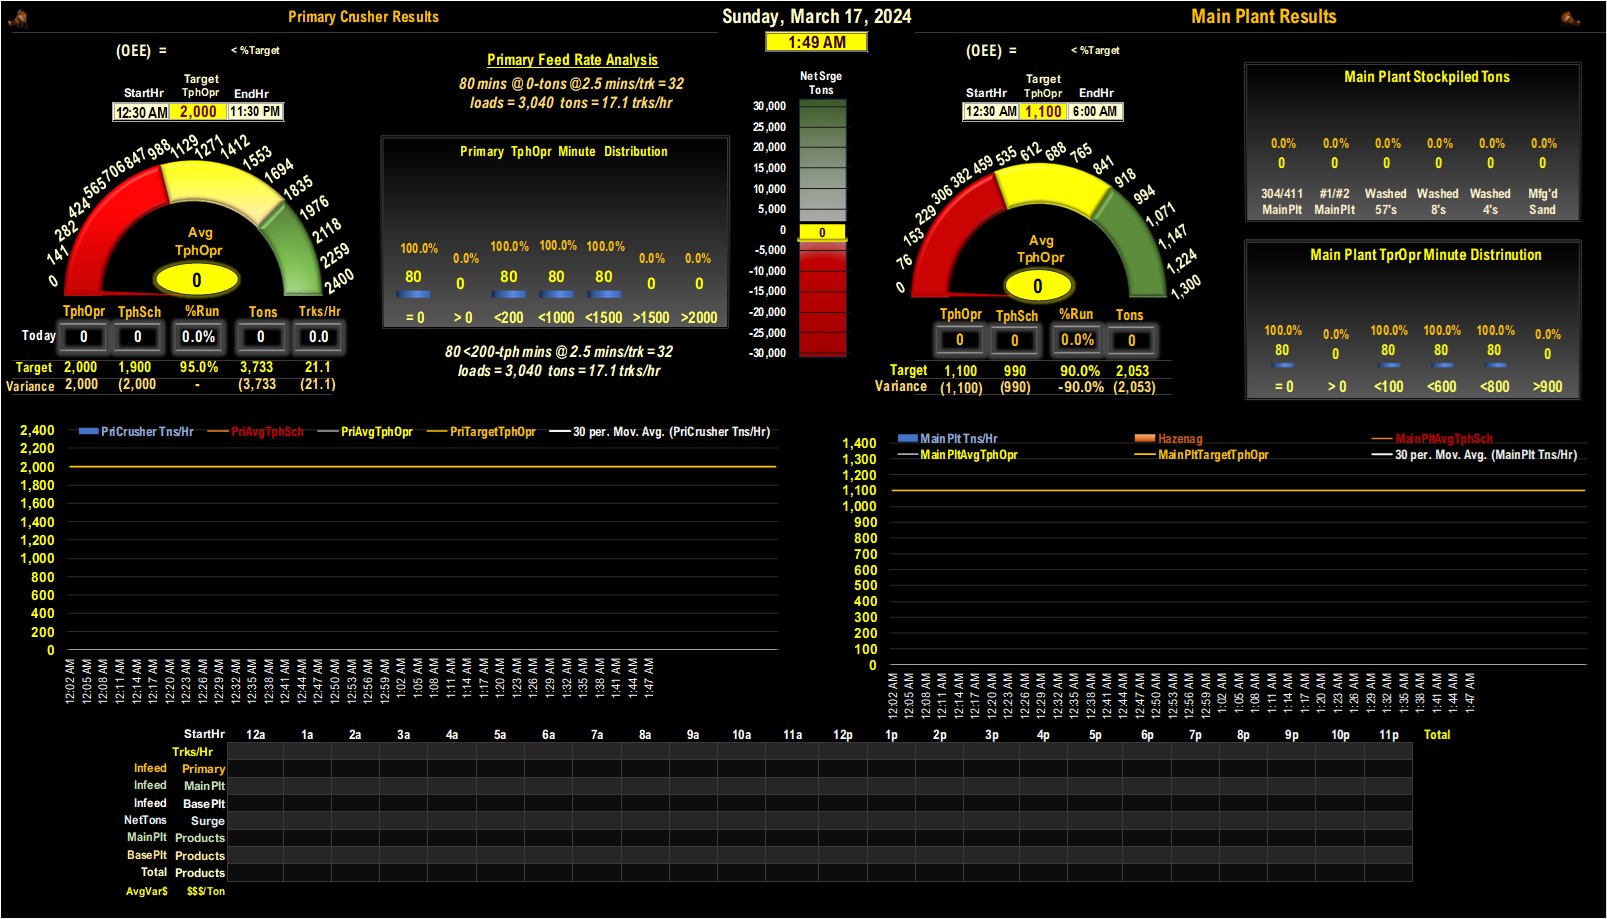 Primary Crusher Results
Sunday, March 17, 2024
Main Plant Results
1:49 AM
(OEE) =
< %Target
Target
StartHr TphOpr EndHr
12:30 AM 2,000 11:30 PM
0 141 282 424 565 706 847 988 1129 1271 1412 1553 1694 1835 1976 2118 2259 2400
Avg
TphOpr
0
TphOpr TphSch %Run Tons Trks/Hr
Today 0 0 0.0% 0 0.0
Target 2,000 1,900 95.0% 3,733 21.1
Variance 2,000 (2,000 - (3,733 (21.1)
Primary Feed Rate Analysis
80 mins @ 0-tons @2.5 mins/trk = 32
loads = 3,040 tons = 17.1 trks/hr
Primary TphOpr Minute Distribution
100.0% 0.0% 100.0% 100.0% 100.0% 0.0% 0.0%
80 0 80 80 80 0 0
= 0 > 0 <200 <1000 <1500 >1500 >2000
80 <200-tph mins @ 2.5 mins/trk = 32
loads = 3,040 tons = 17.1 trks/hr
Net Srge
Tons
30,000
25,000
20,000
15,000
10,000
5,000
0
0
-5,000
-10,000
-15,000
-20,000
-25,000
-30,000
(OEE) =
< %Target
Target
StartHr TphOpr EndHr
12:30 AM 1,100 6:00 AM
0 76 153 229 306 382 459 535 612 688 765 841 918 994 1,071 1,147 1,224 1,300
Avg
TphOpr
0
TphOpr TphSch %Run Tons
0 0 0.0% 0
Target 1,100 990 90.0% 2,053
Variance (1,100) (990) -90.0% (2,053)
Main Plant Stockpiled Tons
0.0% 0.0% 0.0% 0.0% 0.0% 0.0%
0 0 0 0 0 0
304/411 #1/#2 Washed Washed Washed Mfg'd
MainPlt MainPlt 57's 8's 4's Sand
Main Plant TprOpr Minute Distrinution
100.0% 0.0% 100.0% 100.0% 100.0% 0.0%
80 0 80 80 80 0
= 0 > 0 <100 <600 <800 >900
PriCrusher Tns/Hr PriAvgTphSch PriAvgTphOpr PriTargetTphOpr 30 per. Mov. Avg. (PriCrusher Tns/Hr)
2,400
2,200
2,000
1,800
1,600
1,400
1,200
1,000
800
600
400
200
0
12:02 AM 12:05 AM 12:08 AM 12:11 AM 12:14 AM 12:17 AM 12:20 AM 12:23 AM 12:26 AM 12:29 AM 12:32 AM 12:35 AM 12:38 AM 12:41 AM 12:44 AM 12:47 AM 12:50 AM 12:53 AM 12:56 AM 12:59 AM 1:02 AM 1:05 AM 1:08 AM 1:11 AM 1:14 AM 1:17 AM 1:20 AM 1:23 AM 1:26 AM 1:29 AM 1:32 AM 1:35 AM 1:38 AM 1:41 AM 1:44 AM 1:47 AM
MainPlt Tns/Hr Hazenag MainPltAvgTphSch
MainPltAvgTphOpr MainPltTargetTphOpr 30 per. Mov. Avg. (MainPlt Tns/Hr)
1,400
1,300
1,200
1,100
1,000
900
800
700
600
500
400
300
200
100
0
12:02 AM 12:05 AM 12:08 AM 12:11 AM 12:14 AM 12:17 AM 12:20 AM 12:23 AM 12:26 AM 12:29 AM 12:32 AM 12:35 AM 12:38 AM 12:41 AM 12:44 AM 12:47 AM 12:50 AM 12:53 AM 12:56 AM 12:59 AM 1:02 AM 1:05 AM 1:08 AM 1:11 AM 1:14 AM 1:17 AM 1:20 AM 1:23 AM 1:26 AM 1:29 AM 1:32 AM 1:35 AM 1:38 AM 1:41 AM 1:44 AM 1:47 AM
StartHr 12a 1a 2a 3a 4a 5a 6a 7a 8a 9a 10a 11a 12p 1p 2p 3p 4p 5p 6p 7p 8p 9p 10p 11p Total
Trks/Hr
Infeed Primary
Infeed MainPlt
Infeed BasePlt
NetTons Surge
MainPlt Products
BasePlt Products
Total Products
AvgVar$ $$$/Ton